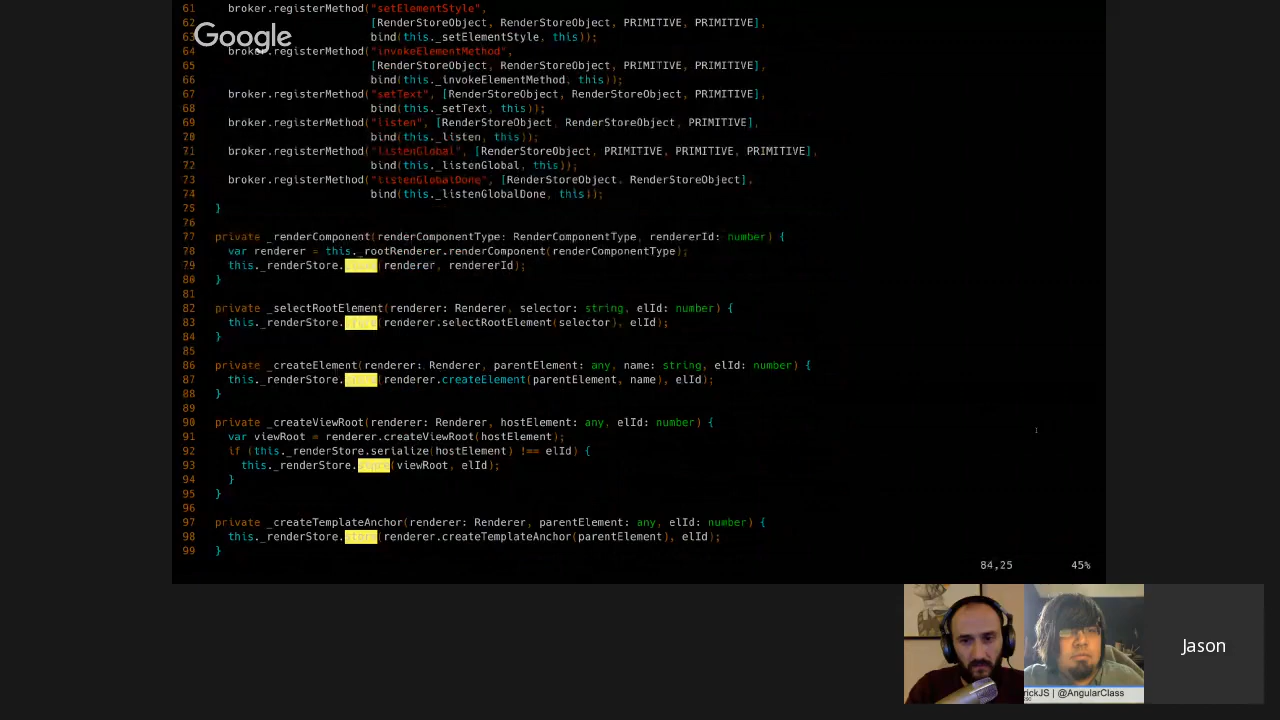 61 broker.registerMethod("setElementStyle",
62 [RenderStoreObject, RenderStoreObject, PRIMITIVE, PRIMITIVE],
63 bind(this._setElementStyle, this));
Google
64 broker.registerMethod("invokeElementMethod",
65 [RenderStoreObject, RenderStoreObject, PRIMITIVE, PRIMITIVE],
66 bind(this._invokeElementMethod, this));
67 broker.registerMethod("setText", [RenderStoreObject, RenderStoreObject, PRIMITIVE],
68 bind(this._setText, this));
69 broker.registerMethod("listen", [RenderStoreObject, RenderStoreObject, PRIMITIVE],
70 bind(this._listen, this));
71 broker.registerMethod("listenGlobal", [RenderStoreObject, PRIMITIVE, PRIMITIVE, PRIMITIVE],
72 bind(this._listenGlobal, this));
73 broker.registerMethod("listenGlobalDone", [RenderStoreObject, RenderStoreObject],
74 bind(this._listenGlobalDone, this));
75 }
76
77 private _renderComponent(renderComponentType: RenderComponentType, rendererId: number) {
78 var renderer = this._rootRenderer.renderComponent(renderComponentType);
79 this._renderStore.(renderer, rendererId);
80 }
81
82 private _selectRootElement(renderer: Renderer, selector: string, elId: number) {
83 this._renderStore.(renderer.selectRootElement(selector), elId);
84 }
85
86 private _createElement(renderer: Renderer, parentElement: any, name: string, elId: number) {
87 this._renderStore.(renderer.createElement(parentElement, name), elId);
88 }
89
90 private _createViewRoot(renderer: Renderer, hostElement: any, elId: number) {
91 var viewRoot = renderer.createViewRoot(hostElement);
92 if (this._renderStore.serialize(hostElement) !== elId) {
93 this._renderStore.(viewRoot, elId);
94 }
95 }
96
97 private _createTemplateAnchor(renderer: Renderer, parentElement: any, elId: number) {
98 this._renderStore.store(renderer.createTemplateAnchor(parentElement), elId);
99 }
84,25 45%
Jason
rickJS | @AngularClass